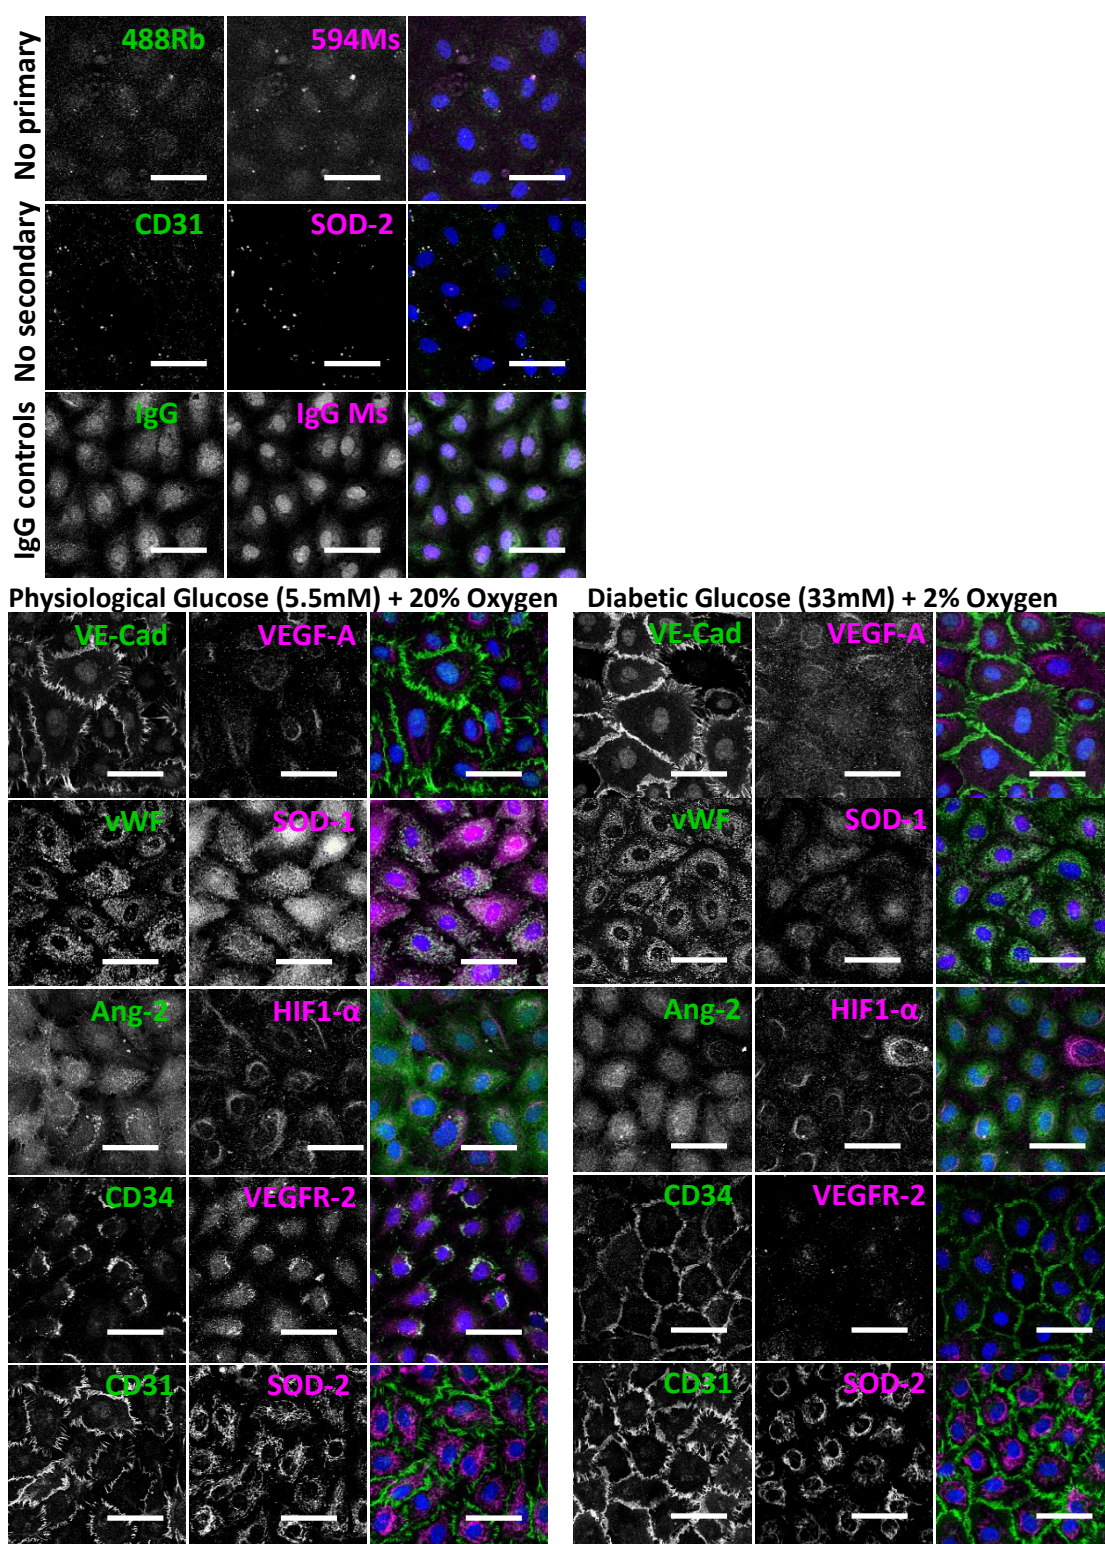 No primary
488Rb
594Ms
No secondary
CD31
SOD-2
IgG controls
IgG
IgG Ms
Physiological Glucose (5.5mM) + 20% Oxygen
VE-Cad
VEGF-A
vWF
SOD-1
Ang-2
HIF1-α
CD34
VEGFR-2
CD31
SOD-2
Diabetic Glucose (33mM) + 2% Oxygen
VE-Cad
VEGF-A
vWF
SOD-1
Ang-2
HIF1-α
CD34
VEGFR-2
CD31
SOD-2